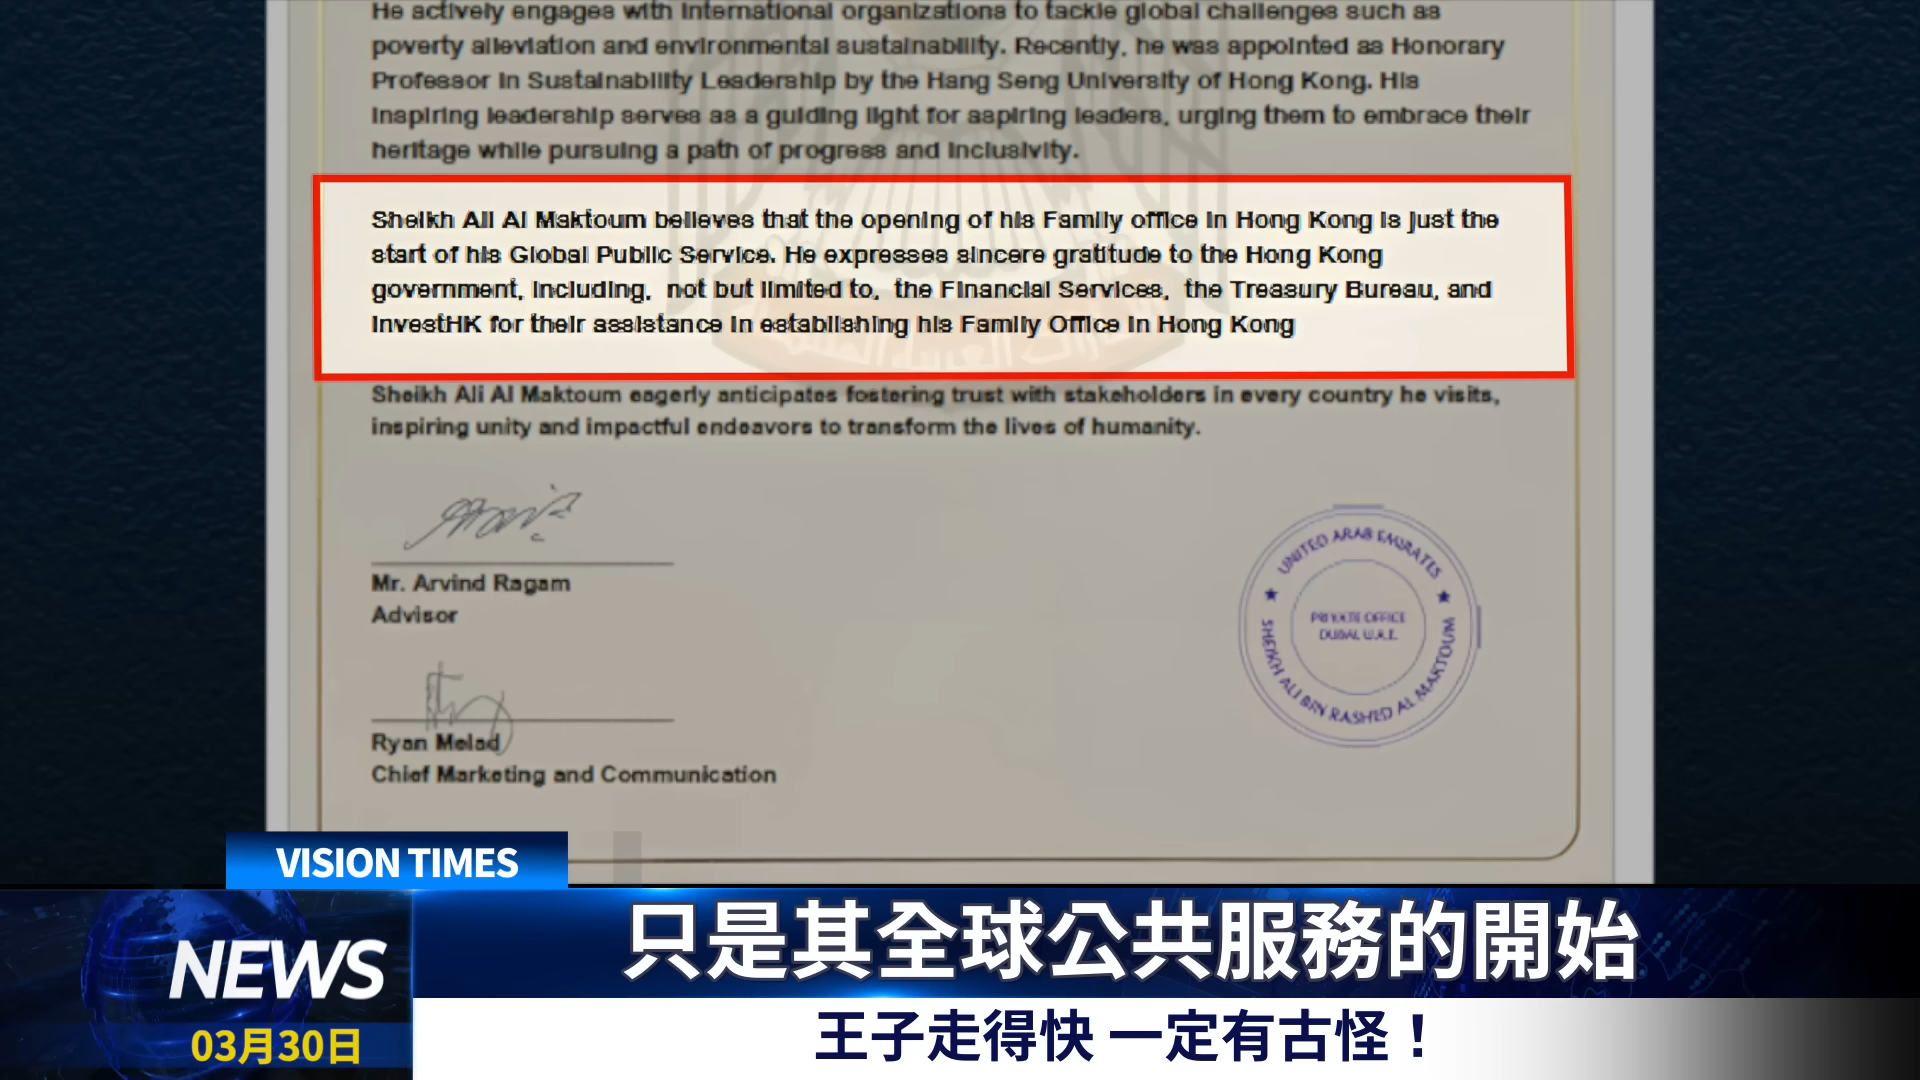 He actively engages with international organizations to tackle global challenges such as
poverty alleviation and environmental sustainability. Recently, he was appointed as Honorary
Professor in Sustainability Leadership by the Hang Seng University of Hong Kong. His
inspiring leadership serves as a guiding light for aspiring leaders, urging them to embrace their
heritage while pursuing a path of progress and inclusivity.
Sheikh Ali Al Maktoum believes that the opening of his Family office in Hong Kong is just the
start of his Global Public Service. He expresses sincere gratitude to the Hong Kong
government, including, not but limited to, the Financial Services, the Treasury Bureau, and
InvestHK for their assistance in establishing his Family Office in Hong Kong
Sheikh Ali Al Maktoum eagerly anticipates fostering trust with stakeholders in every country he visits,
inspiring unity and impactful endeavors to transform the lives of humanity.
Mr. Arvind Ragam
Advisor
UNITED ARAB EMIRATES
PRIVATE OFFICE
DUBAI, U.A.E.
SHEIKH ALI BIN RASHED AL MAKTOUM
Ryan Melad
Chief Marketing and Communication
VISION TIMES
NEWS
03月30日
只是其全球公共服務的開始
王子走得快 一定有古怪！